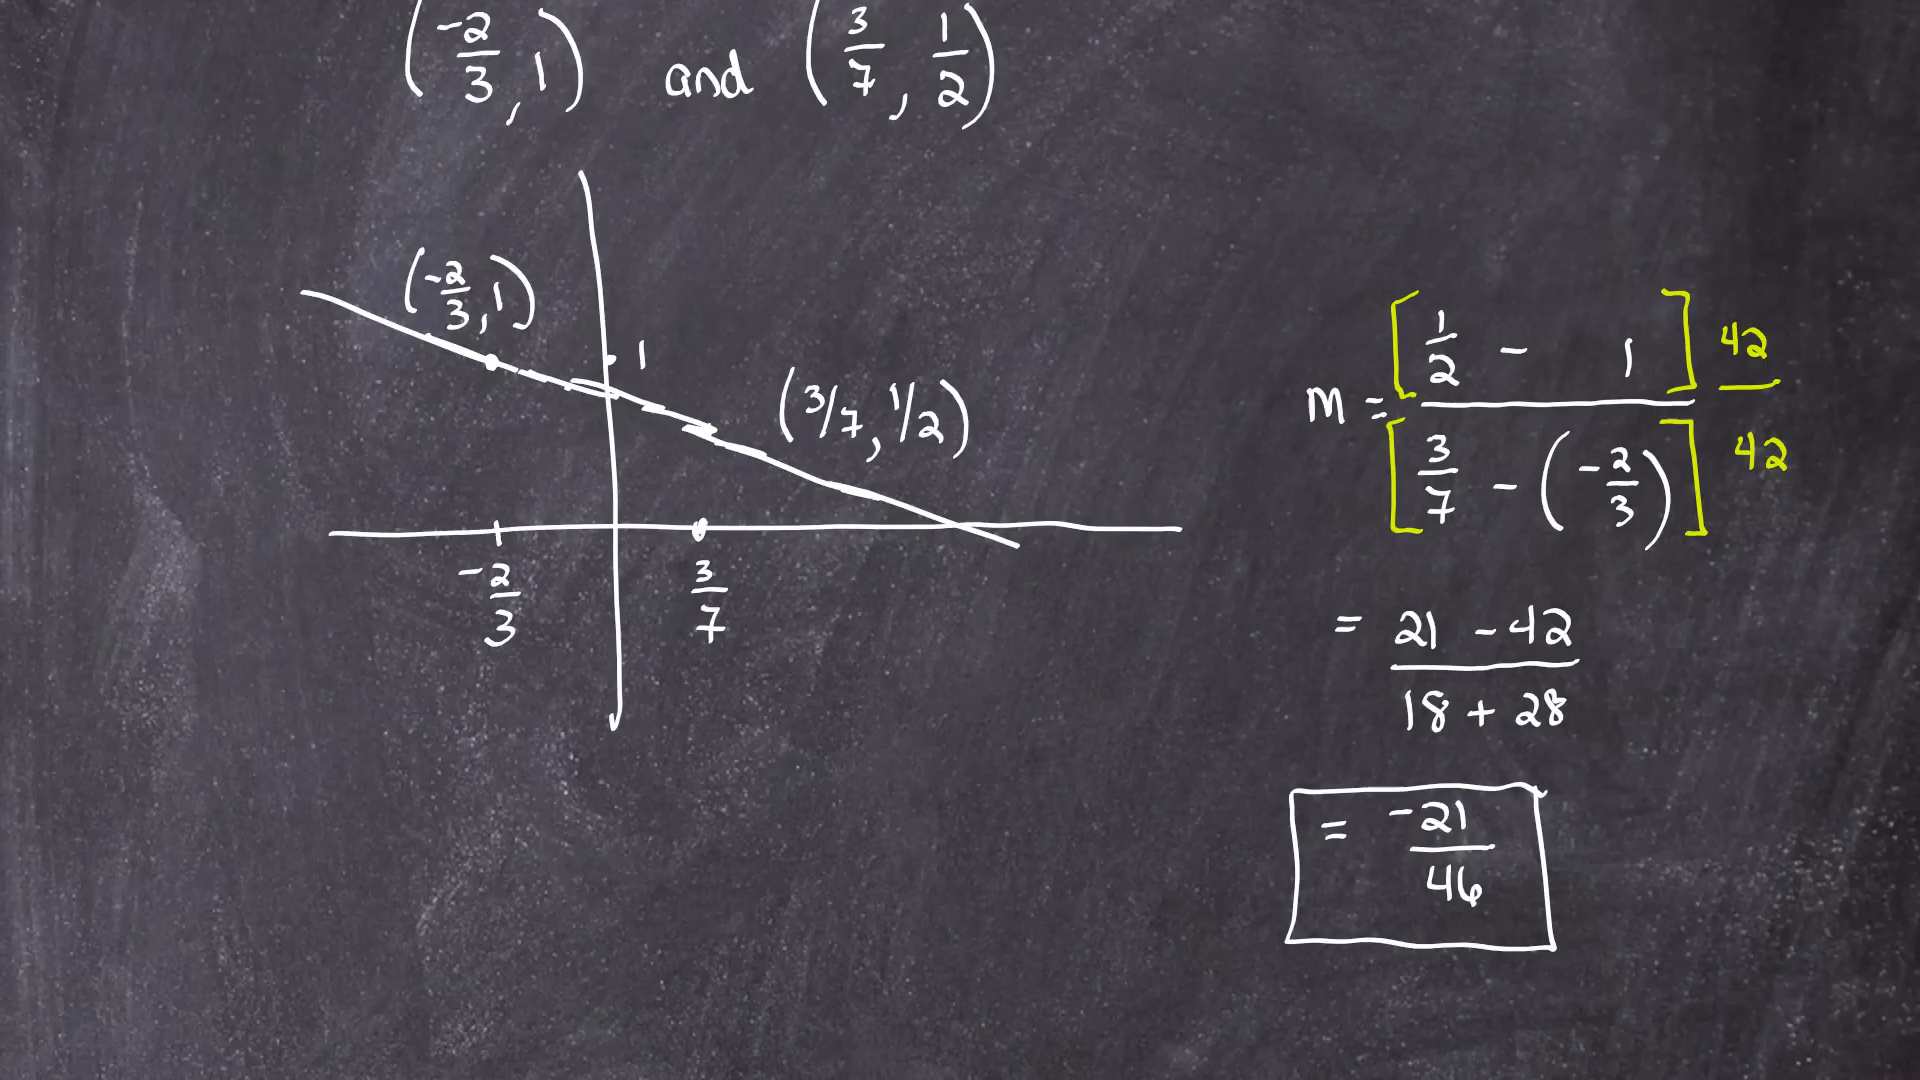 (-2/3, 1) and (3/7, 1/2)
(-2/3, 1)
1
(3/7, 1/2)
-2/3
3/7
m = [1/2 - 1] 42 / [3/7 - (-2/3)] 42
= 21 - 42 / 18 + 28
= -21/46